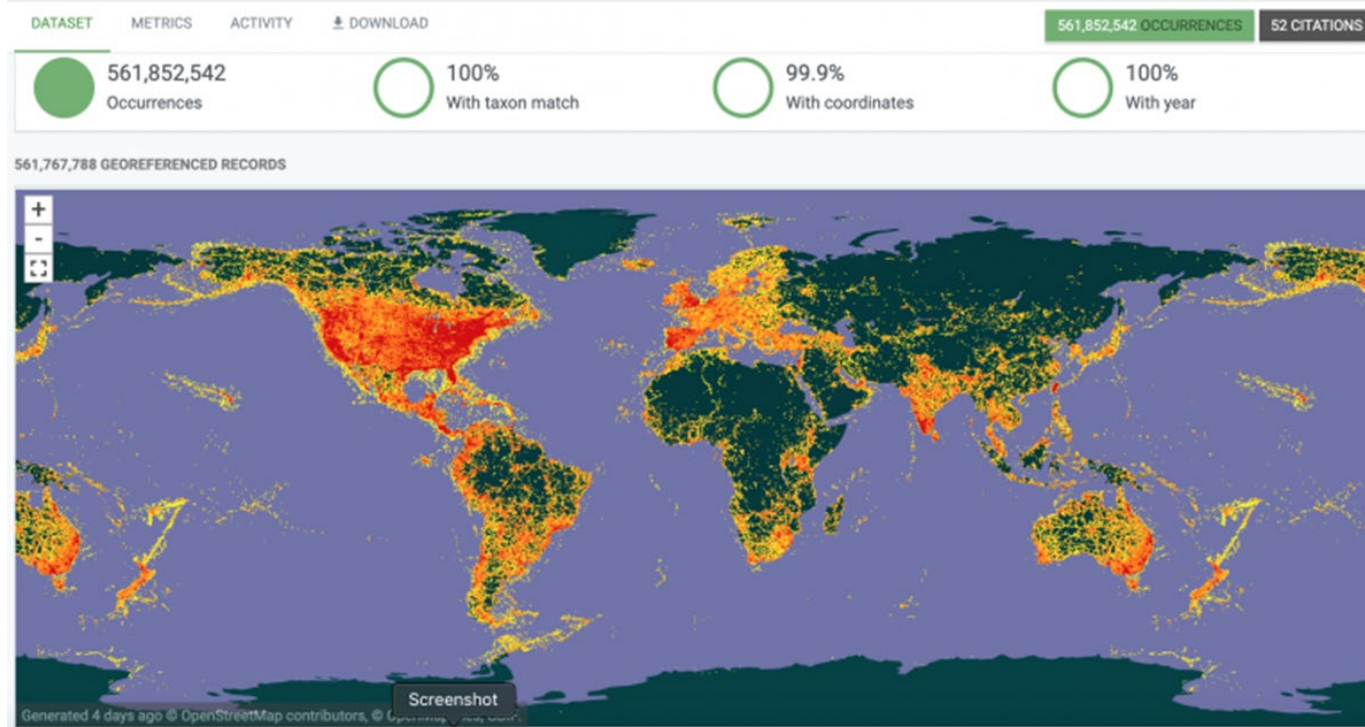 DATASET METRICS ACTIVITY DOWNLOAD 561,852,542 OCCURRENCES 52 CITATIONS
561,852,542 100% 99.9% 100%
Occurrences With taxon match With coordinates With year
561,767,788 GEOREFERENCED RECORDS
+
-
Screenshot
Generated 4 days ago © OpenStreetMap contributors, ©